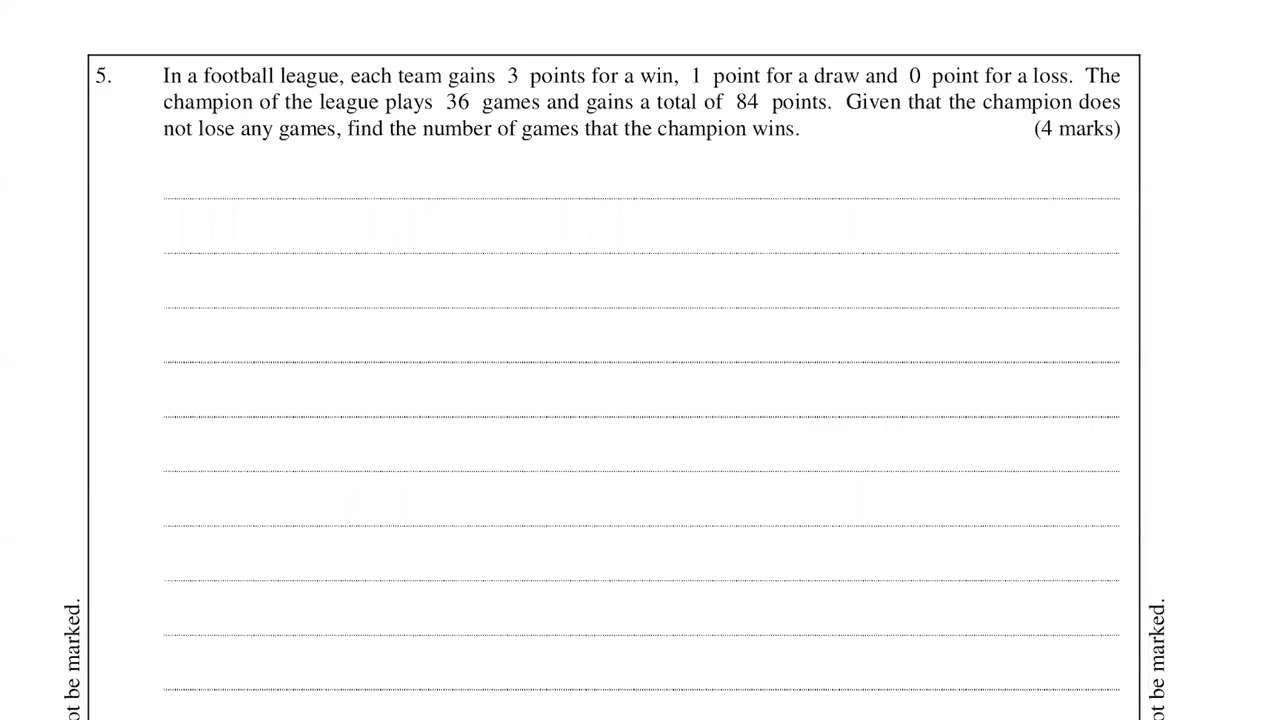 5. In a football league, each team gains 3 points for a win, 1 point for a draw and 0 point for a loss. The
champion of the league plays 36 games and gains a total of 84 points. Given that the champion does
not lose any games, find the number of games that the champion wins. (4 marks)
ot be marked.
ot be marked.